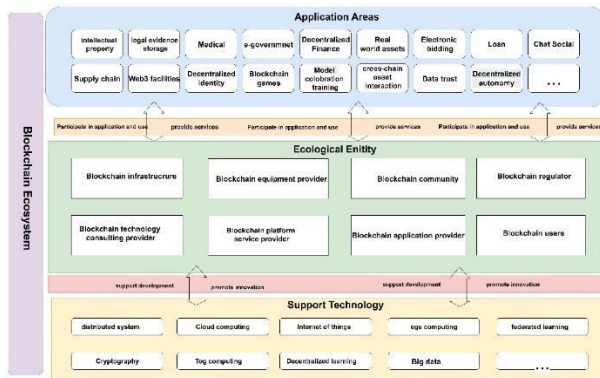 Application Areas
Intellectual
property
legal evidence
storage
Medical
e-governmnet
Decentralized
Finance
Real
world assets
Electronic
bidding
Loan
Chat Social
Supply chain
Web3 facilities
Decentralized
identity
Blockchain
games
Model
celebration
training
cross-chain
asset
interaction
Data trust
Decentralized
autonomy
...
Participate in application and use
provide services
Participate in application and use
provide services
Participate in application and use
provide services
Blockchain Ecosystem
Ecological Enitity
Blockchain infrastrucrure
Blockchain equipment provider
Blockchain community
Blockchain regulator
Blockchain technology
consulting provider
Blockchain platform
service provider
Blockchain application provider
Blockchain users
support development
promote innovation
support development
promote innovation
Support Technology
distributed system
Cloud computing
Internet of things
ege computing
federated learning
Cryptography
Tog computing
Decentralized learning
Big data
...